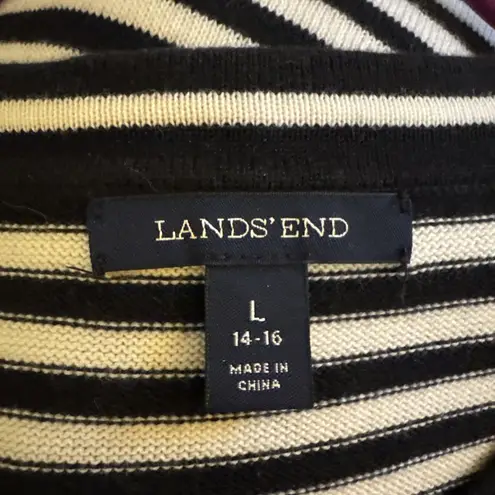 LANDS' END
L
14-16
MADE IN
CHINA